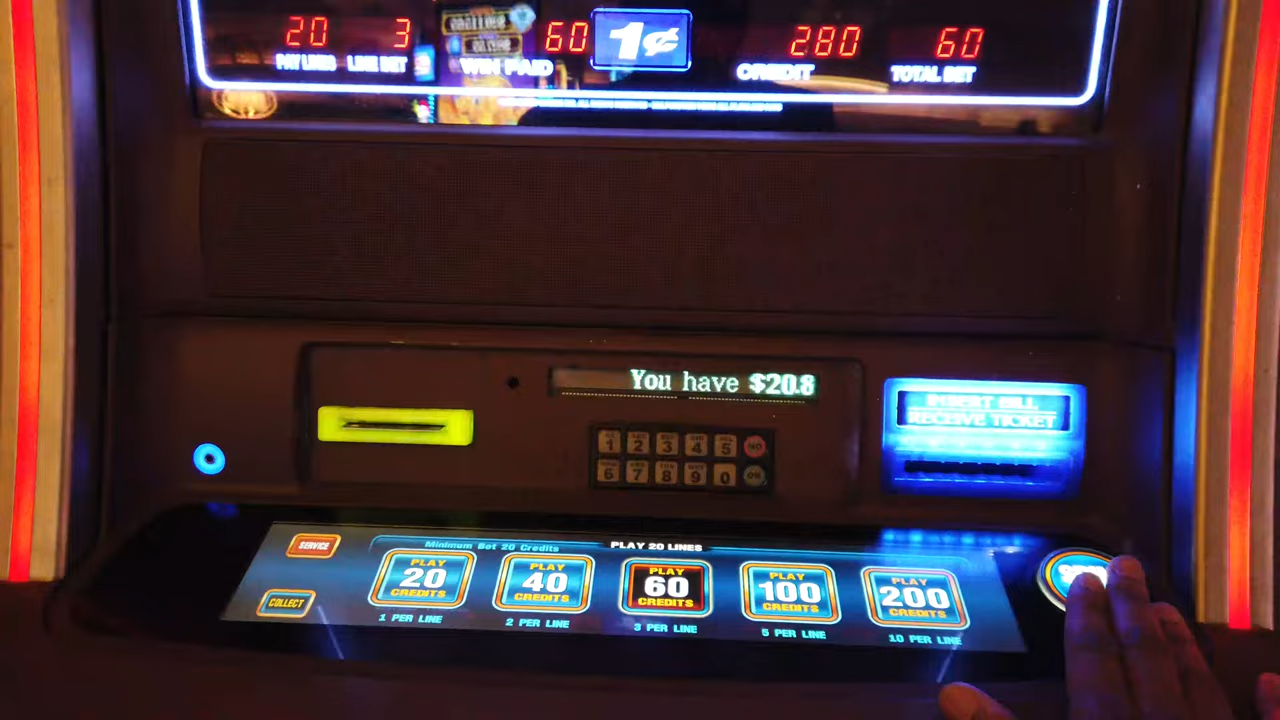 20 3 60 1¢ 280 60
PAY LINES LINE BET WIN PAID CREDIT TOTAL BET
You have $20.8
INSERT BILL
RECEIVE TICKET
1 2 3 4 5 NO
6 7 8 9 0
SERVICE
Minimum Bet 20 Credits PLAY 20 LINES
COLLECT
PLAY
20
CREDITS
1 PER LINE
PLAY
40
CREDITS
2 PER LINE
PLAY
60
CREDITS
3 PER LINE
PLAY
100
CREDITS
5 PER LINE
PLAY
200
CREDITS
10 PER LINE